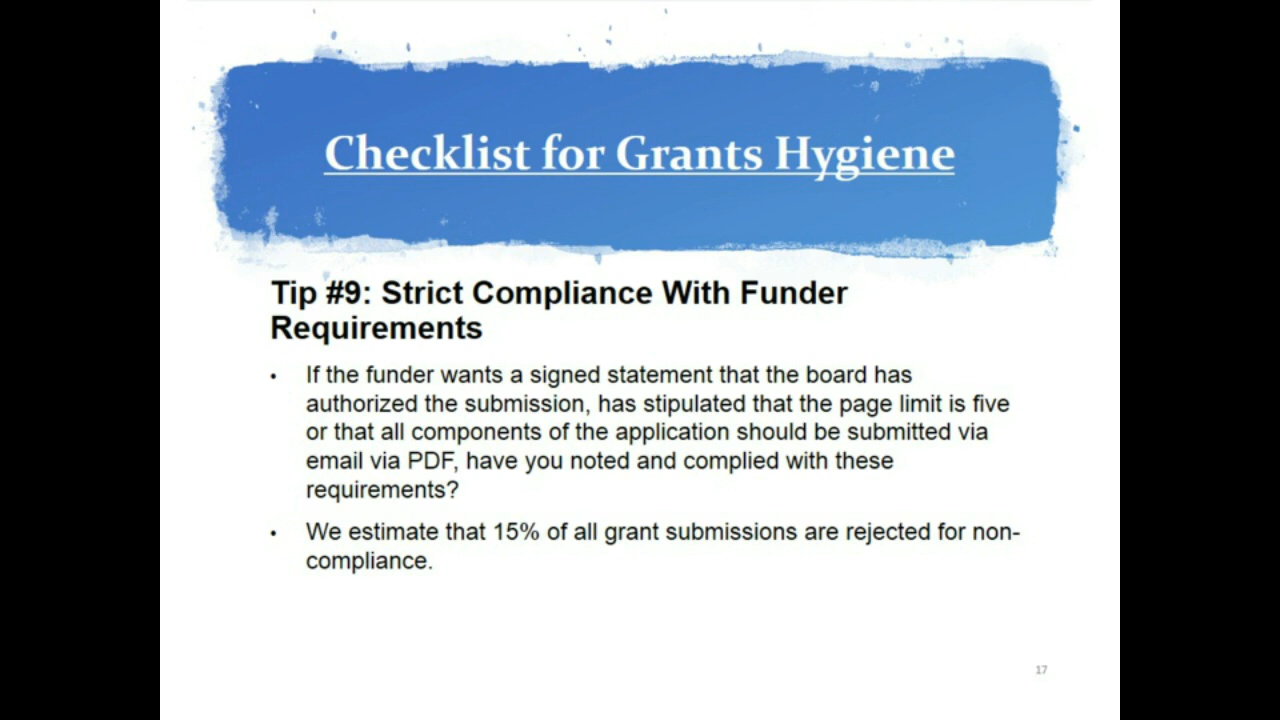 Checklist for Grants Hygiene
Tip #9: Strict Compliance With Funder
Requirements
• If the funder wants a signed statement that the board has
authorized the submission, has stipulated that the page limit is five
or that all components of the application should be submitted via
email via PDF, have you noted and complied with these
requirements?
• We estimate that 15% of all grant submissions are rejected for non-
compliance.
17